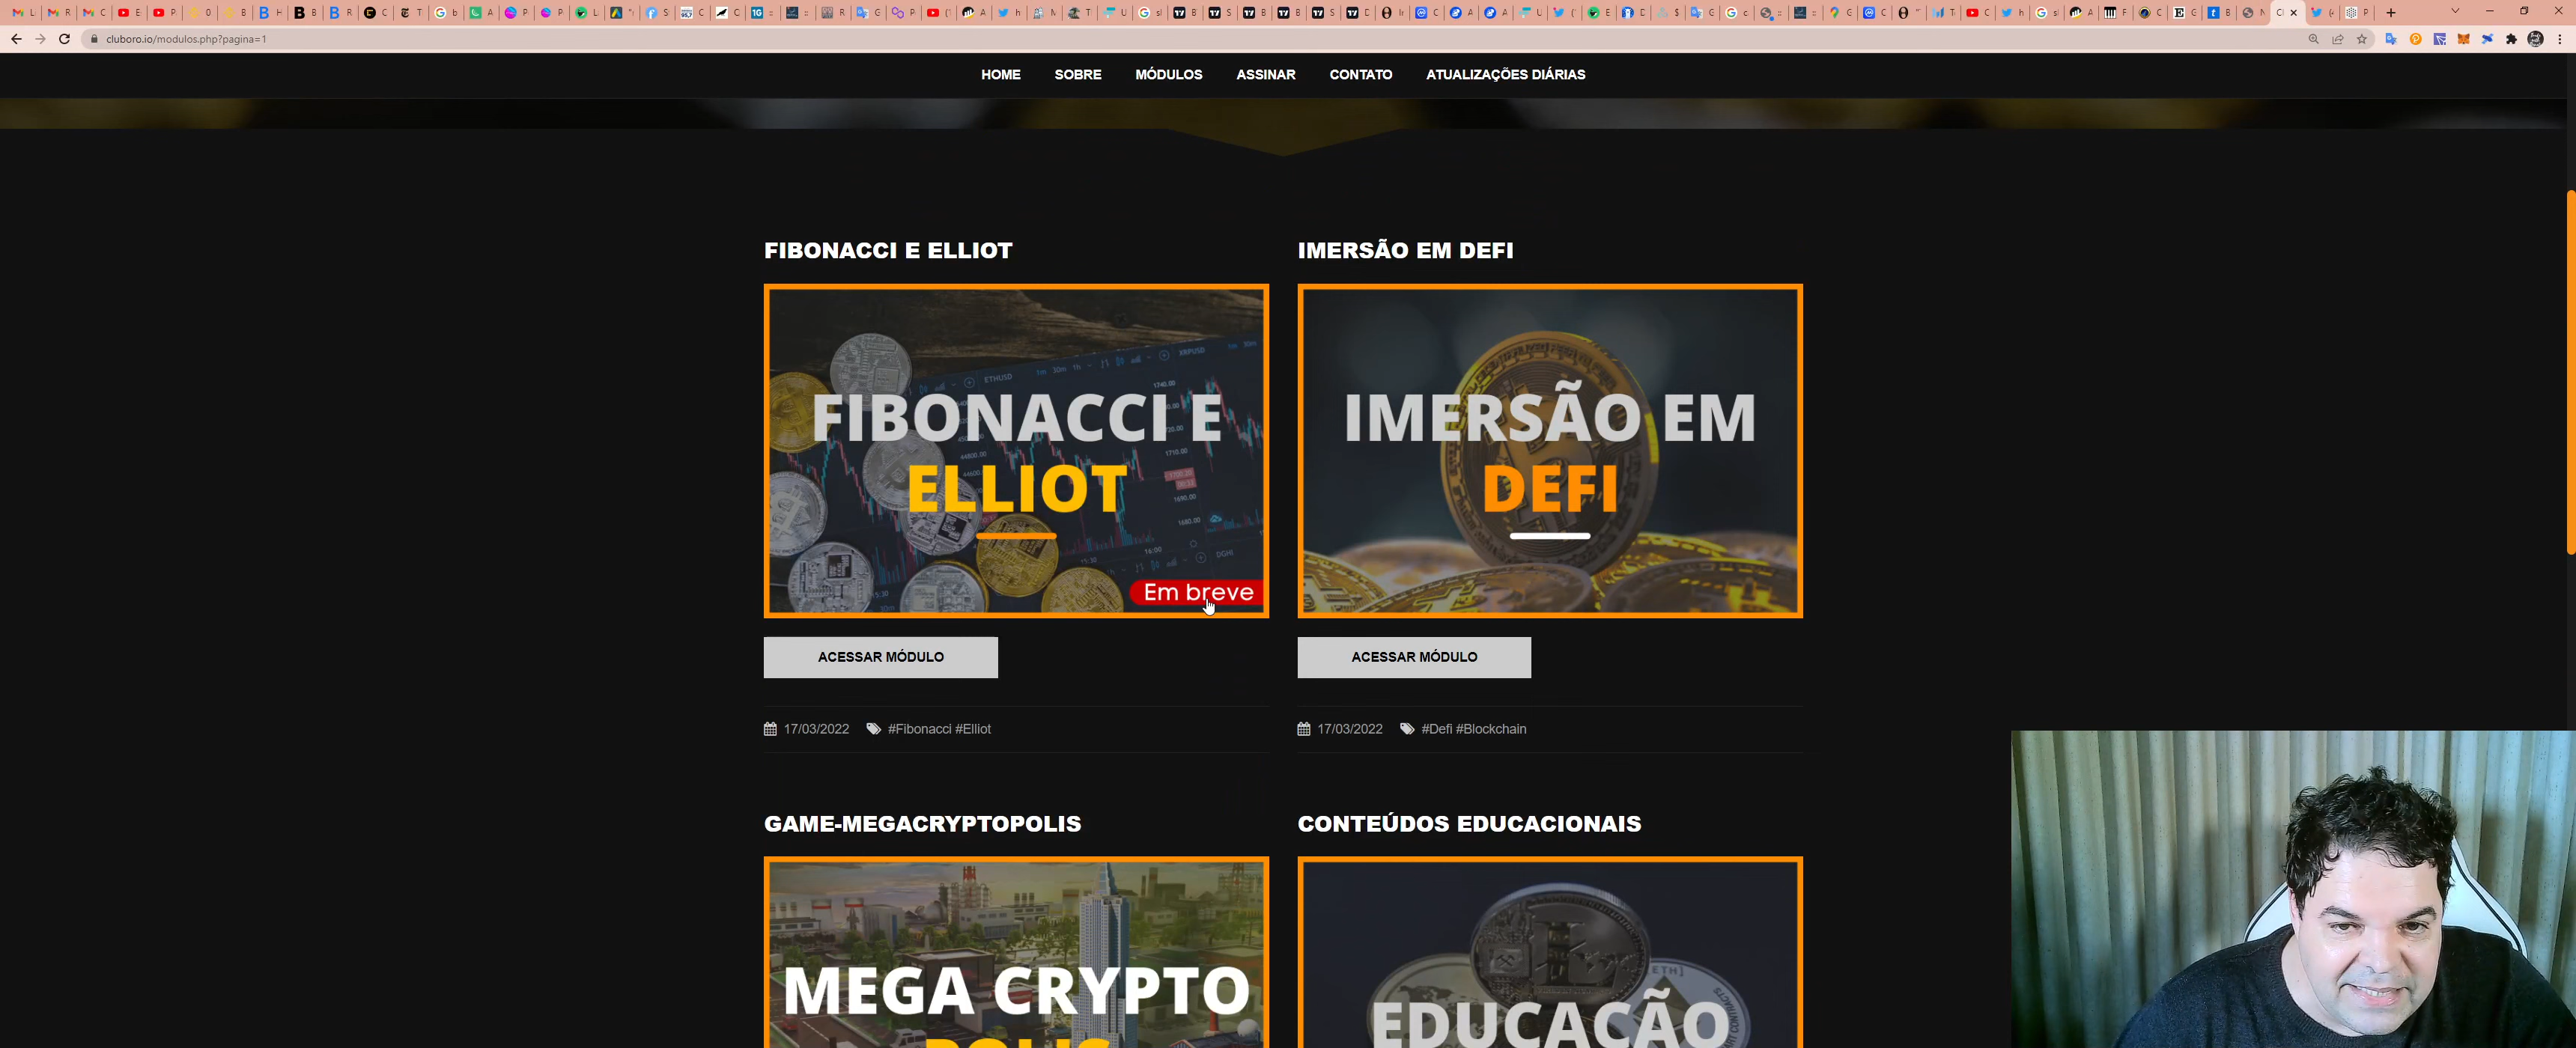 cluboro.io/modulos.php?pagina=1
HOME SOBRE MÓDULOS ASSINAR CONTATO ATUALIZAÇÕES DIÁRIAS
FIBONACCI E ELLIOT
IMERSÃO EM DEFI
FIBONACCI E
ELLIOT
Em breve
IMERSÃO EM
DEFI
ACESSAR MÓDULO
ACESSAR MÓDULO
17/03/2022 #Fibonacci #Elliot
17/03/2022 #Defi #Blockchain
GAME-MEGACRYPTOPOLIS
CONTEÚDOS EDUCACIONAIS
MEGA CRYPTO
POLIS
EDUCAÇÃO